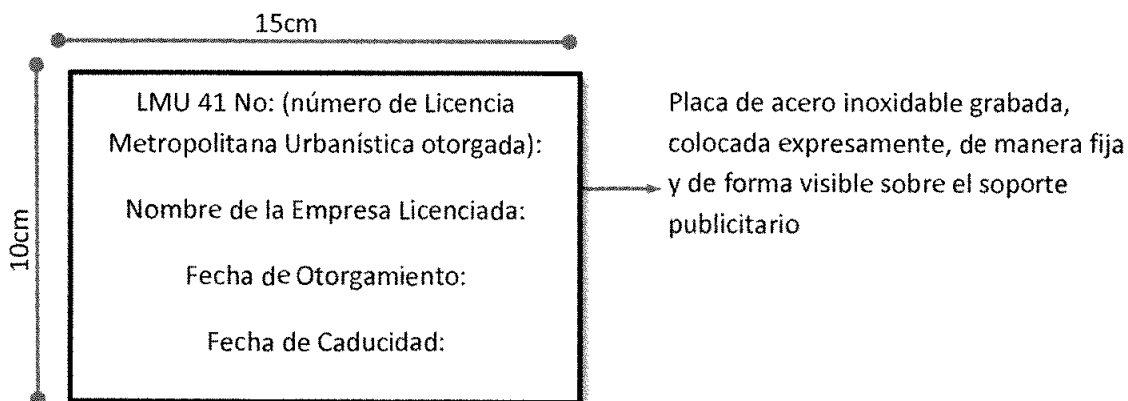 15cm
10cm
LMU 41 No: (número de Licencia
Metropolitana Urbanística otorgada):
Nombre de la Empresa Licenciada:
Fecha de Otorgamiento:
Fecha de Caducidad:
Placa de acero inoxidable grabada,
colocada expresamente, de manera fija
y de forma visible sobre el soporte
publicitario